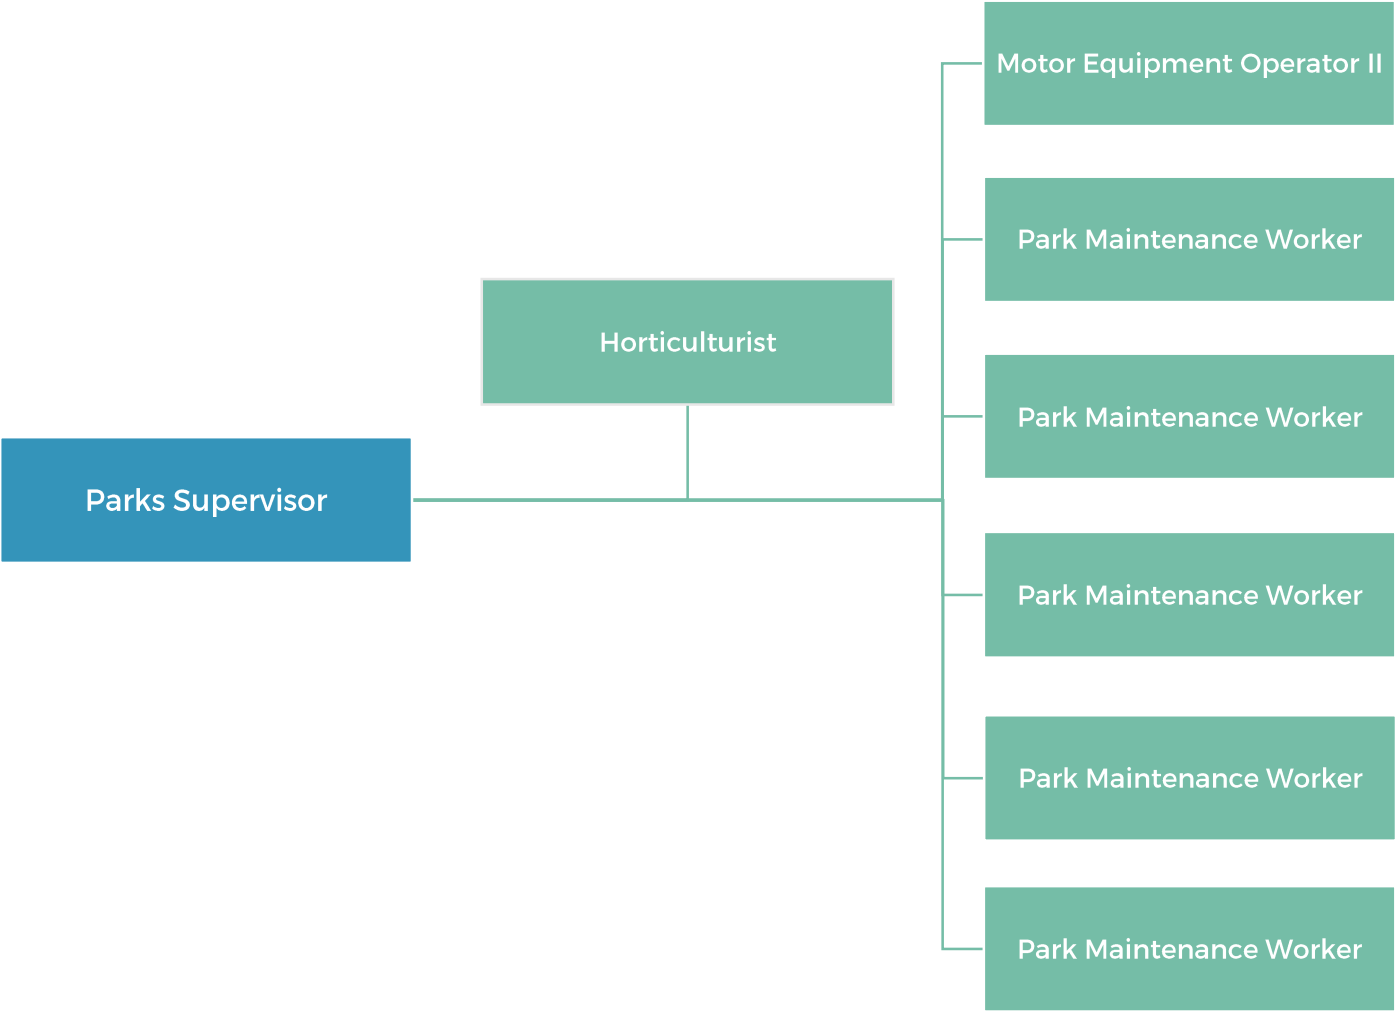 Parks Supervisor
Horticulturist
Motor Equipment Operator II
Park Maintenance Worker
Park Maintenance Worker
Park Maintenance Worker
Park Maintenance Worker
Park Maintenance Worker